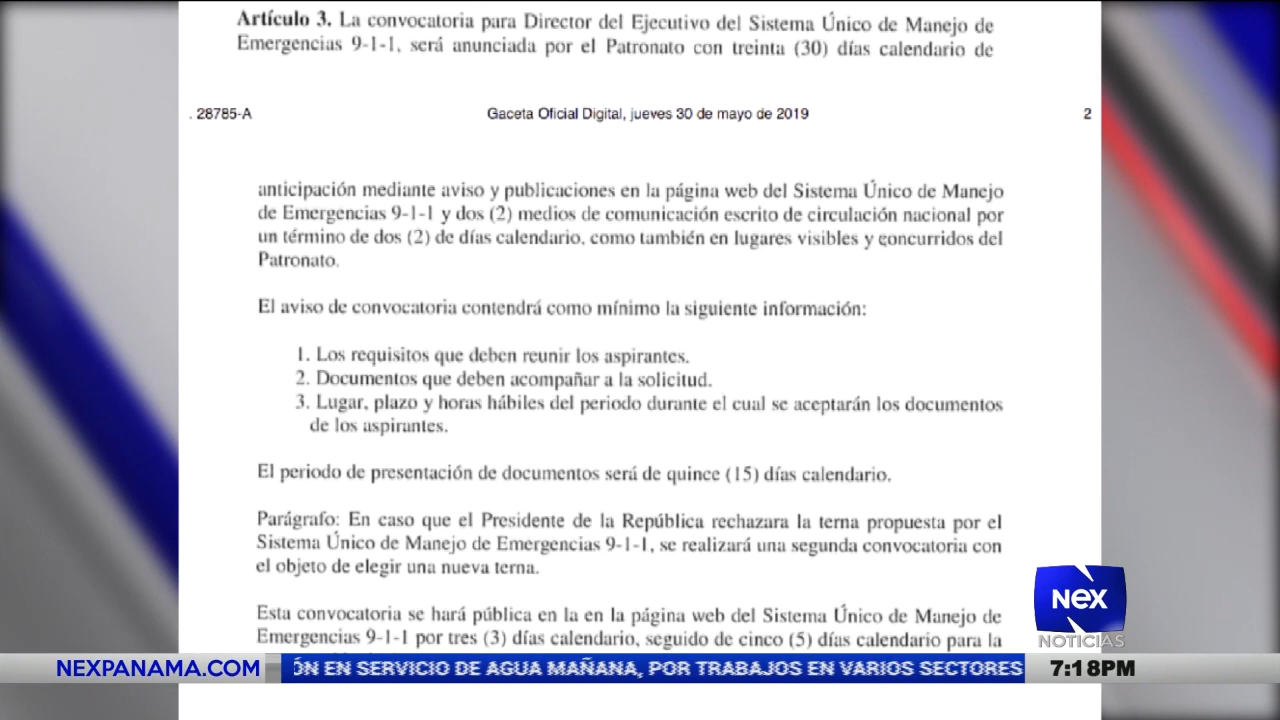 Artículo 3. La convocatoria para Director del Ejecutivo del Sistema Único de Manejo de
Emergencias 9-1-1, será anunciada por el Patronato con treinta (30) días calendario de
. 28785-A
Gaceta Oficial Digital, jueves 30 de mayo de 2019
2
anticipación mediante aviso y publicaciones en la página web del Sistema Único de Manejo
de Emergencias 9-1-1 y dos (2) medios de comunicación escrito de circulación nacional por
un término de dos (2) de días calendario, como también en lugares visibles y concurridos del
Patronato.
El aviso de convocatoria contendrá como mínimo la siguiente información:
1. Los requisitos que deben reunir los aspirantes.
2. Documentos que deben acompañar a la solicitud.
3. Lugar, plazo y horas hábiles del periodo durante el cual se aceptarán los documentos
de los aspirantes.
El periodo de presentación de documentos será de quince (15) días calendario.
Parágrafo: En caso que el Presidente de la República rechazara la terna propuesta por el
Sistema Único de Manejo de Emergencias 9-1-1, se realizará una segunda convocatoria con
el objeto de elegir una nueva terna.
Esta convocatoria se hará pública en la en la página web del Sistema Único de Manejo de
Emergencias 9-1-1 por tres (3) días calendario, seguido de cinco (5) días calendario para la
NEX
NOTICIAS
NEXPANAMA.COM
ÓN EN SERVICIO DE AGUA MAÑANA, POR TRABAJOS EN VARIOS SECTORES
7:18PM